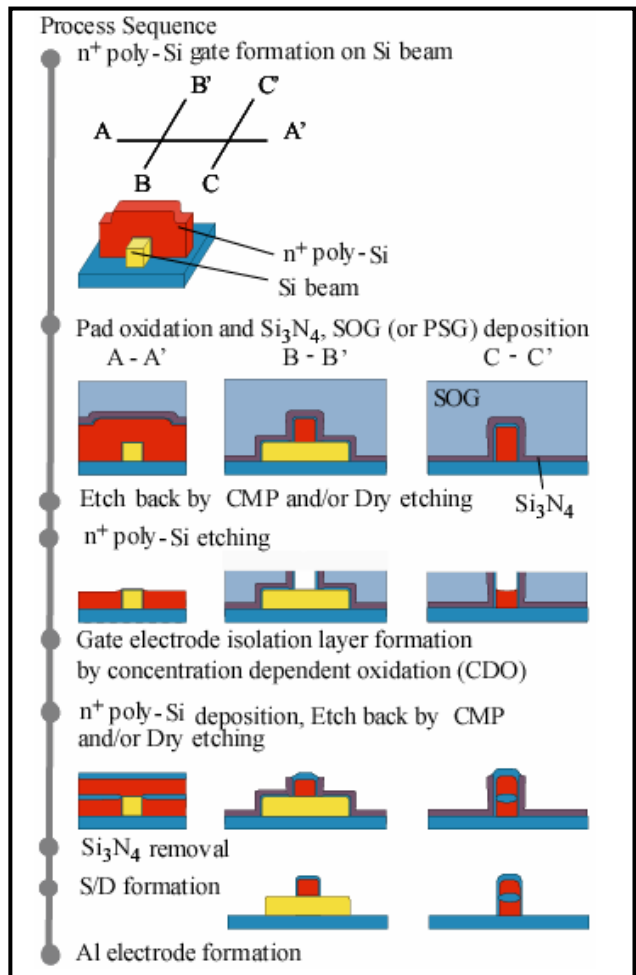 Process Sequence
n⁺ poly-Si gate formation on Si beam
B' C'
A A'
B C
n⁺ poly-Si
Si beam
Pad oxidation and Si₃N₄, SOG (or PSG) deposition
A - A' B - B' C - C'
SOG
Etch back by CMP and/or Dry etching
Si₃N₄
n⁺ poly-Si etching
Gate electrode isolation layer formation
by concentration dependent oxidation (CDO)
n⁺ poly-Si deposition, Etch back by CMP
and/or Dry etching
Si₃N₄ removal
S/D formation
Al electrode formation